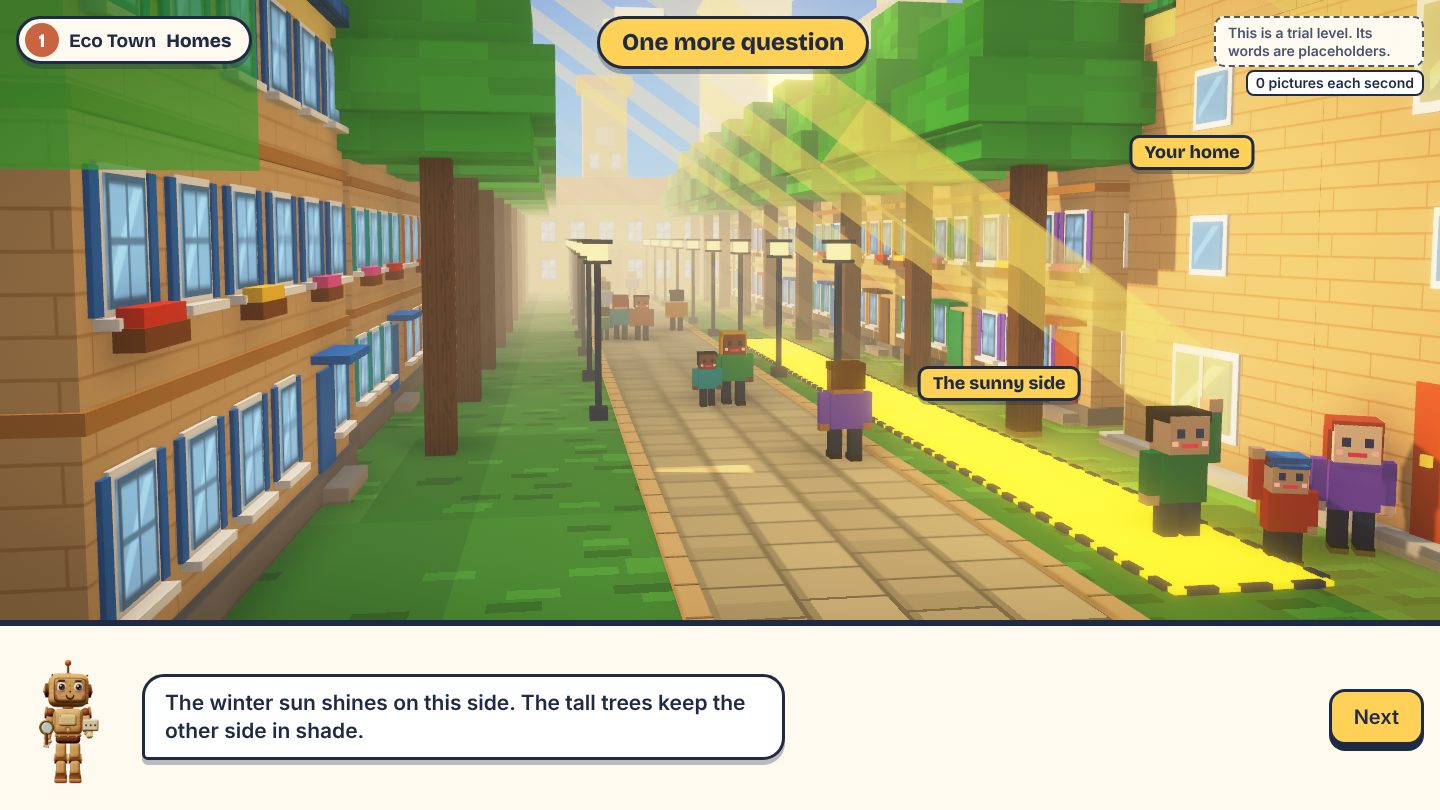 1 Eco Town Homes
One more question
This is a trial level. Its
words are placeholders.
0 pictures each second
Your home
The sunny side
The winter sun shines on this side. The tall trees keep the
other side in shade.
Next